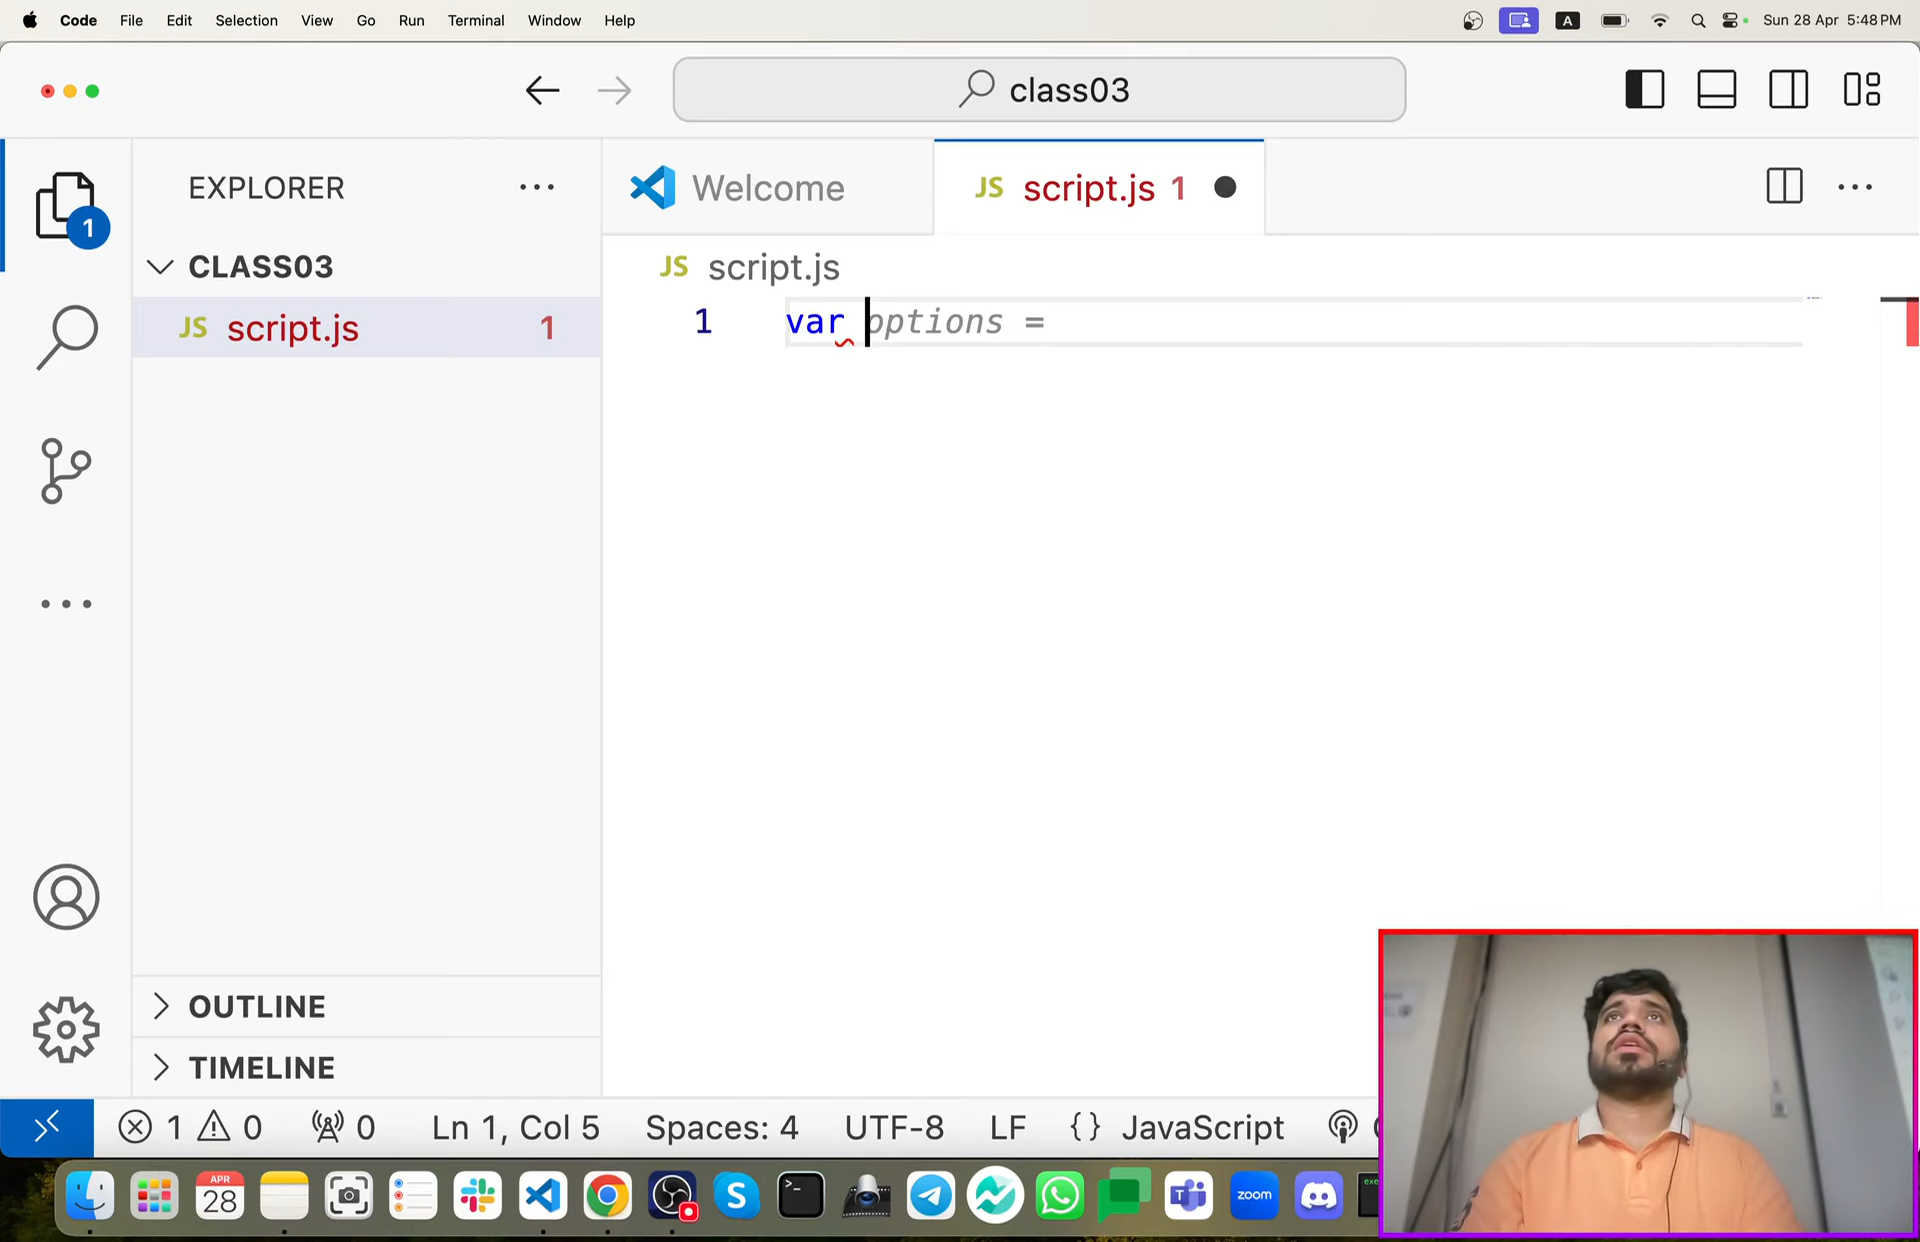 Code File Edit Selection View Go Run Terminal Window Help A Sun 28 Apr 5:48 PM
class03
EXPLORER
Welcome
JS script.js 1
1
CLASS03
JS script.js
JS script.js 1
1 var options =
OUTLINE
TIMELINE
1 0 0 Ln 1, Col 5 Spaces: 4 UTF-8 LF {} JavaScript
APR
28
S
>_
T
zoom
exe